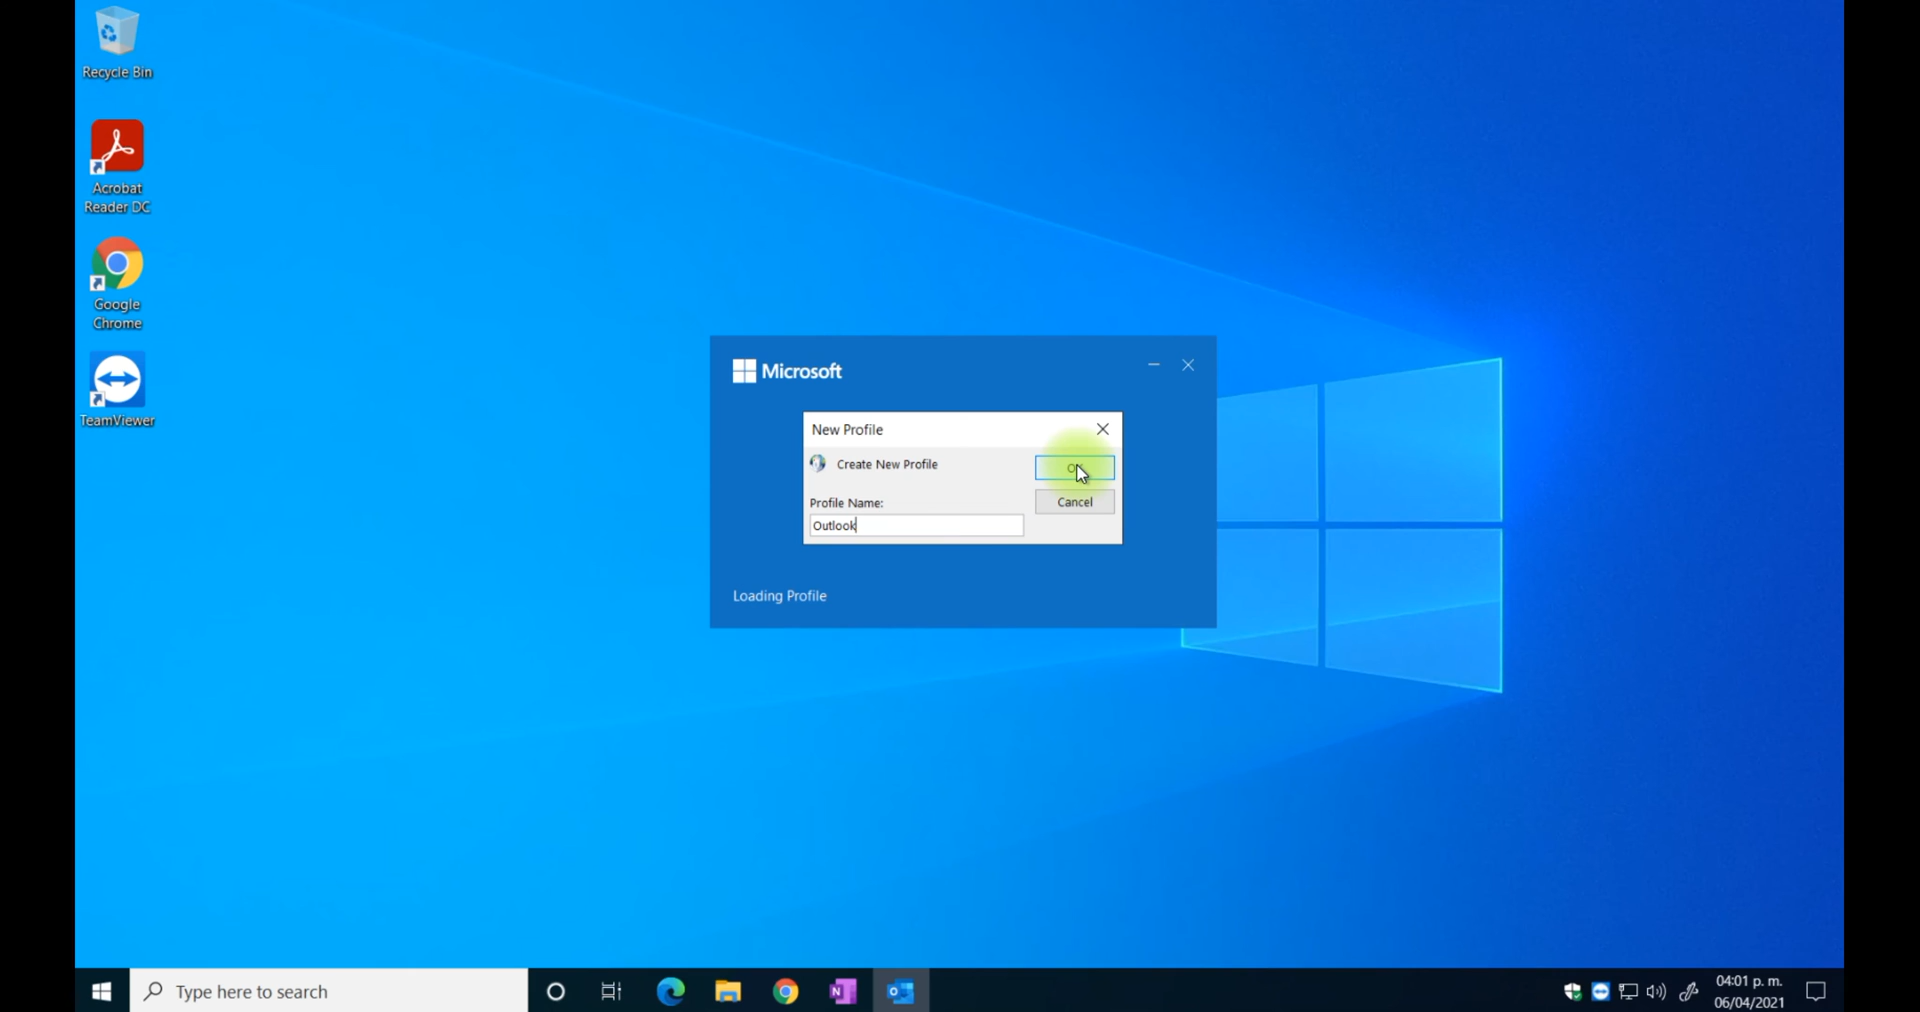 Recycle Bin
Acrobat
Reader DC
Google
Chrome
TeamViewer
Microsoft
New Profile
Create New Profile
Profile Name:
Outlook
Cancel
Loading Profile
Type here to search
04:01 p. m.
06/04/2021